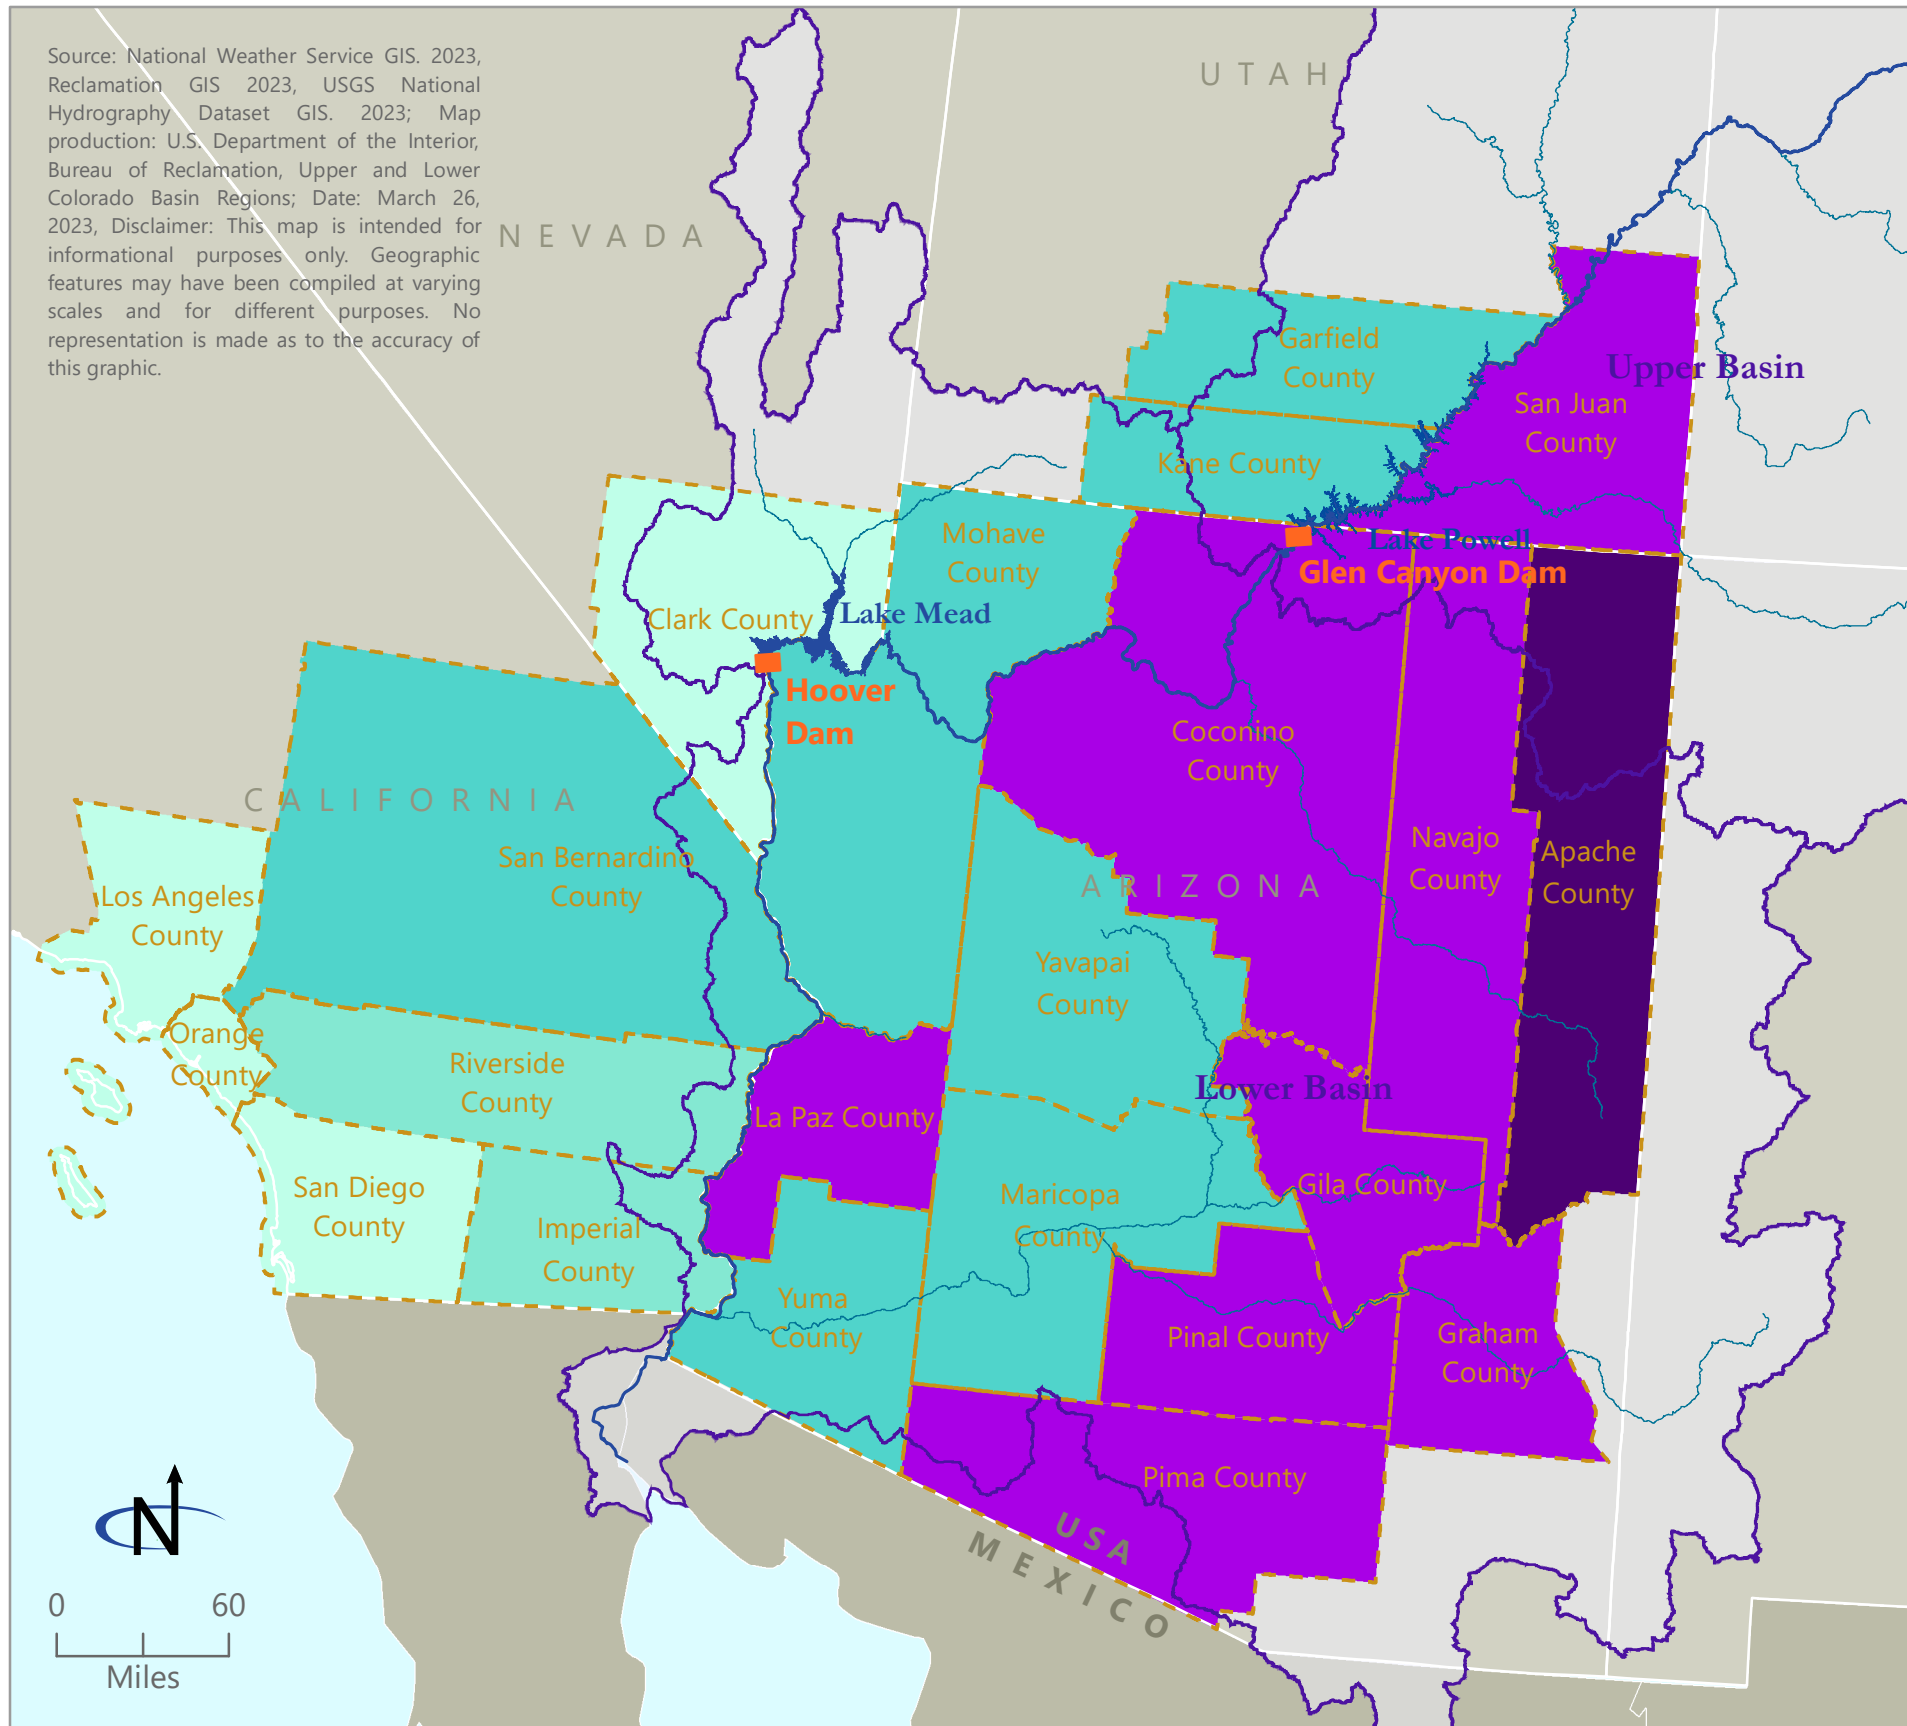 Source: National Weather Service GIS. 2023,
Reclamation GIS 2023, USGS National
Hydrography Dataset GIS. 2023; Map
production: U.S. Department of the Interior,
Bureau of Reclamation, Upper and Lower
Colorado Basin Regions; Date: March 26,
2023, Disclaimer: This map is intended for
informational purposes only. Geographic
features may have been compiled at varying
scales and for different purposes. No
representation is made as to the accuracy of
this graphic.
UTAH
NEVADA
Garfield
County
Upper Basin
San Juan
County
Kane County
Mohave
County
Lake Powell
Glen Canyon Dam
Clark County
Lake Mead
Hoover
Dam
Coconino
County
CALIFORNIA
San Bernardino
County
Navajo
County
Apache
County
Los Angeles
County
ARIZONA
Yavapai
County
Orange
County
Riverside
County
Lower Basin
La Paz County
San Diego
County
Imperial
County
Maricopa
County
Gila County
Yuma
County
Pinal County
Graham
County
Pima County
USA
MEXICO
N
0 60
Miles